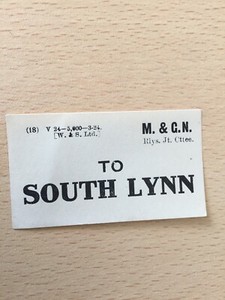 (18) V 24—5,000—3-24. M. & G.N.
[W. & S. Ltd.] Rlys. Jt. Cttee.
TO
SOUTH LYNN